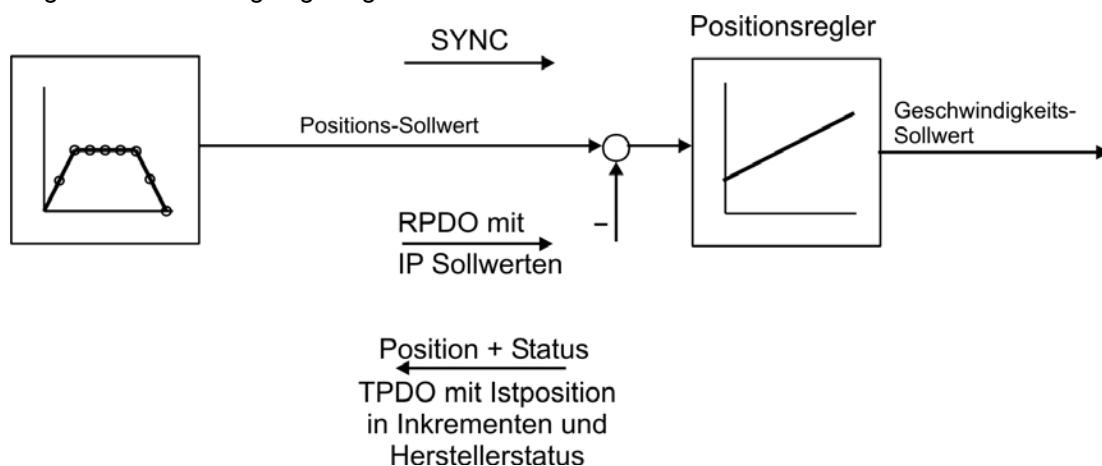 Positionsregler
SYNC
Geschwindigkeits-
Sollwert
Positions-Sollwert
RPDO mit
IP Sollwerten
–
Position + Status
TPDO mit Istposition
in Inkrementen und
Herstellerstatus